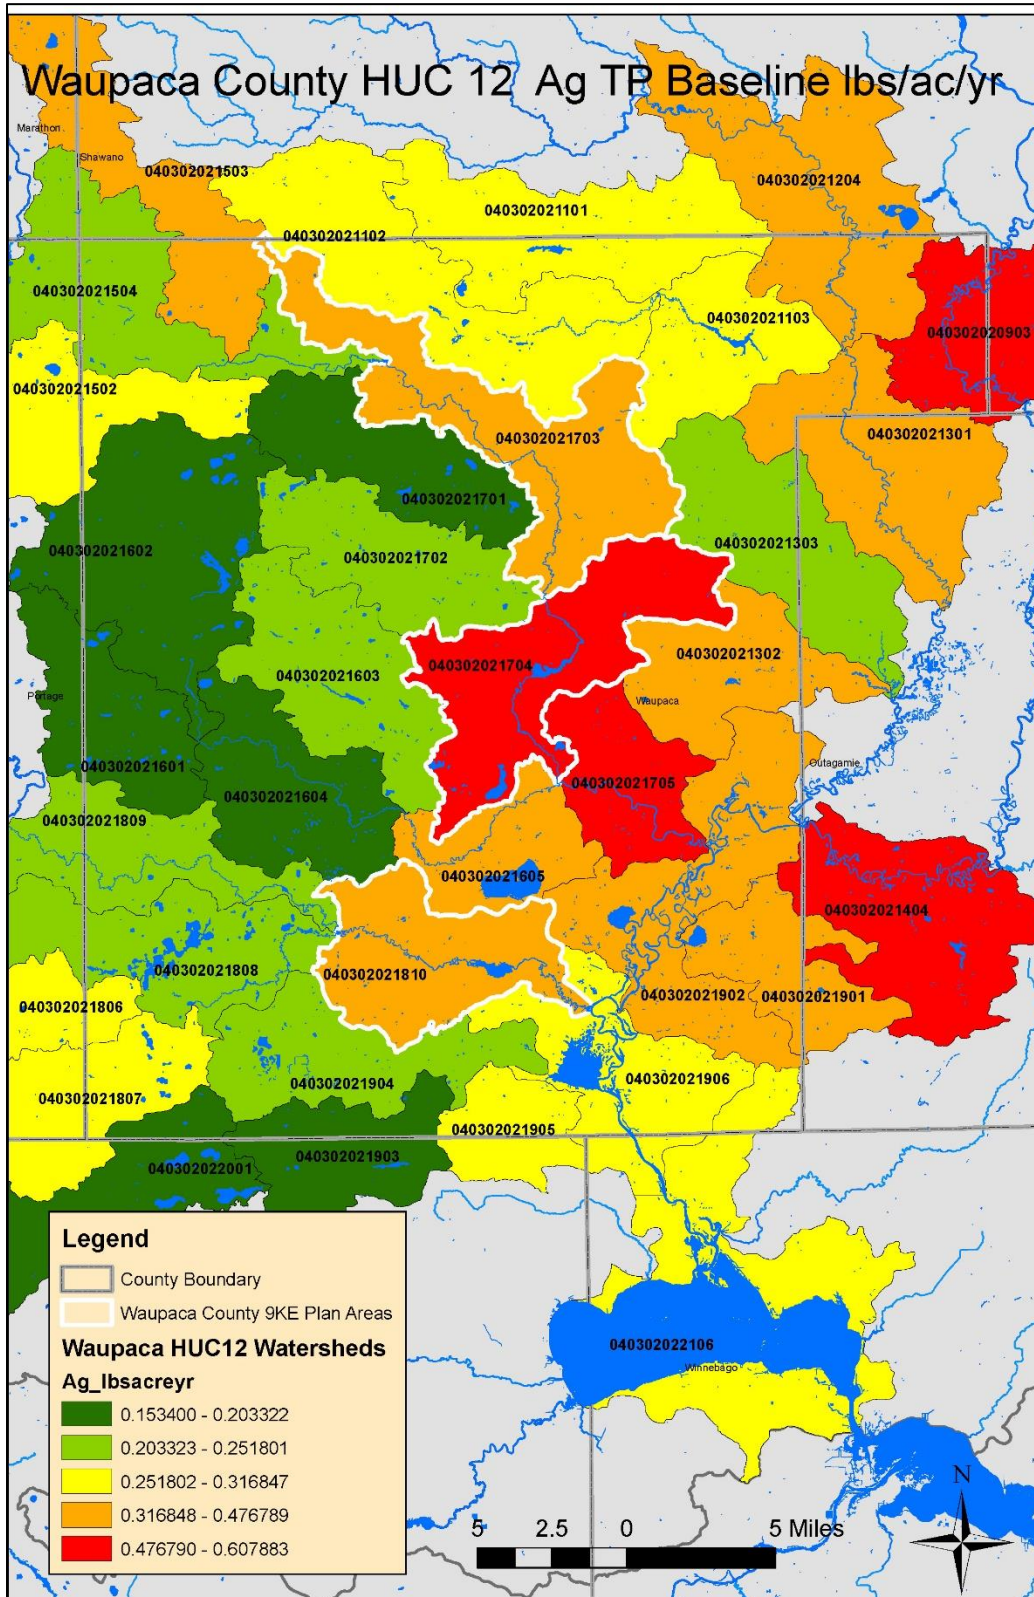 Waupaca County HUC 12 Ag TP Baseline lbs/ac/yr
Marathon
Shawano
040302021503
040302021204
040302021101
040302021102
040302021504
040302021103
040302020903
040302021502
040302021703
040302021301
040302021701
040302021602
040302021702
040302021303
040302021704
040302021302
040302021603
Portage
Waupaca
040302021601
Outagamie
040302021705
040302021604
040302021809
040302021605
040302021404
040302021810
040302021808
040302021902
040302021901
040302021806
040302021904
040302021906
040302021807
040302021905
040302022001
040302021903
040302022106
Winnebago
Legend
County Boundary
Waupaca County 9KE Plan Areas
Waupaca HUC12 Watersheds
Ag_lbsacreyr
0.153400 - 0.203322
0.203323 - 0.251801
0.251802 - 0.316847
0.316848 - 0.476789
0.476790 - 0.607883
5 2.5 0 5 Miles
N